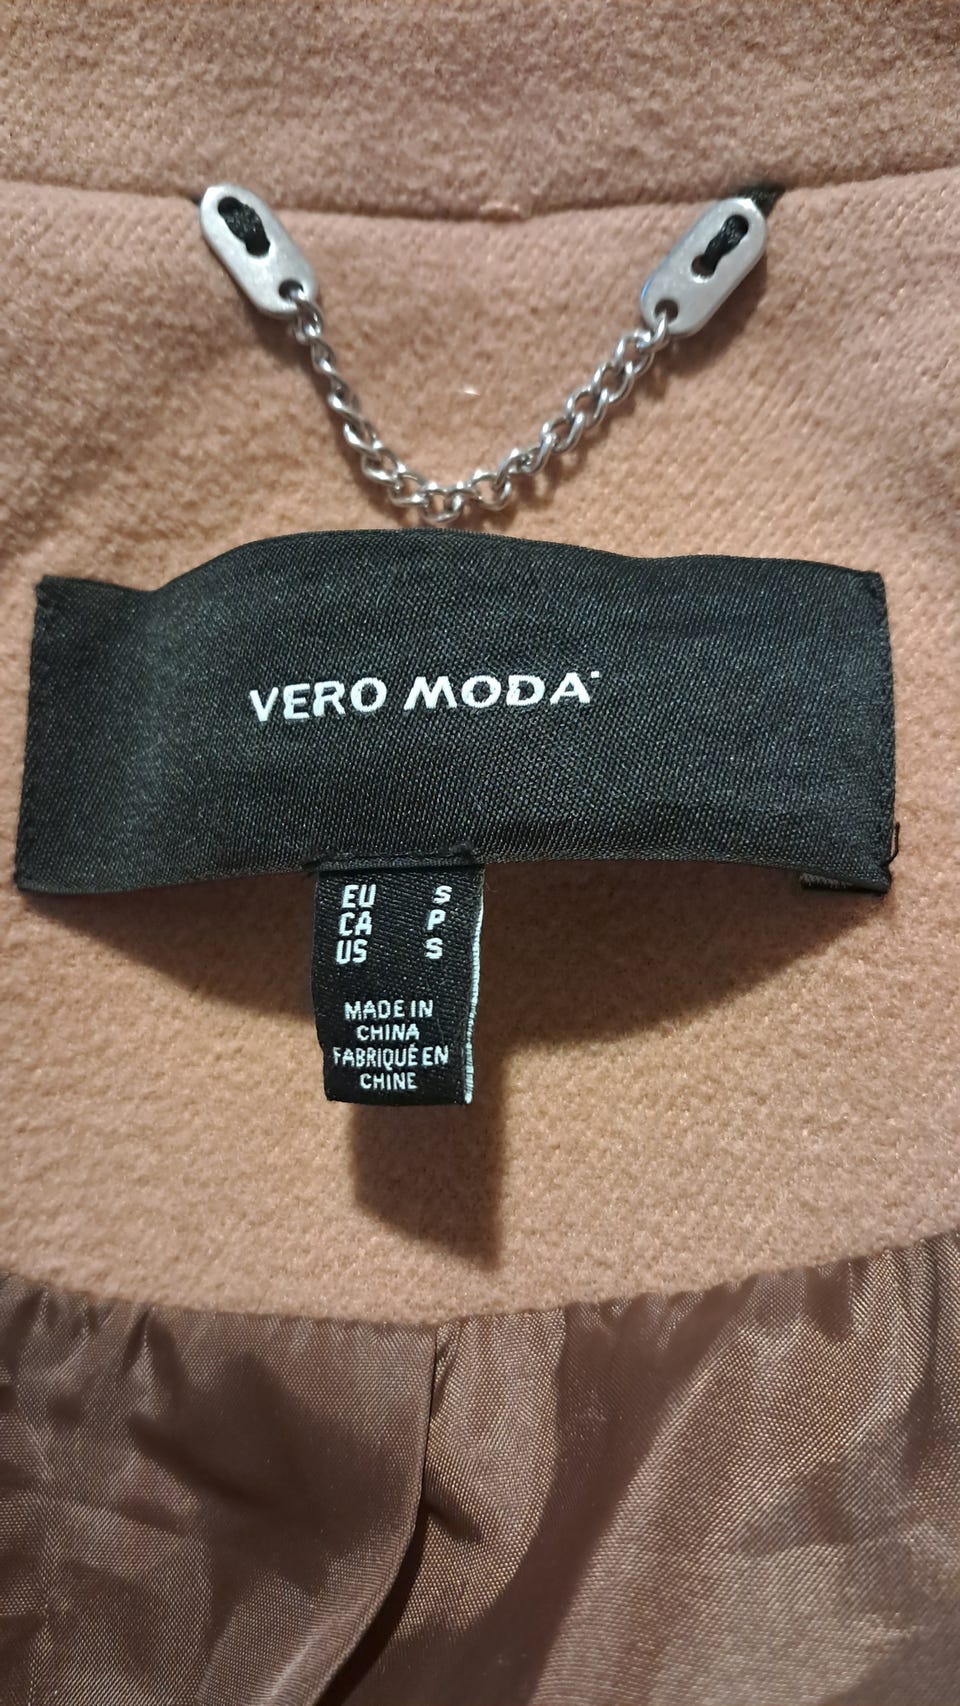 VERO MODA
EU S
CA P
US S
MADE IN
CHINA
FABRIQUÉ EN
CHINE